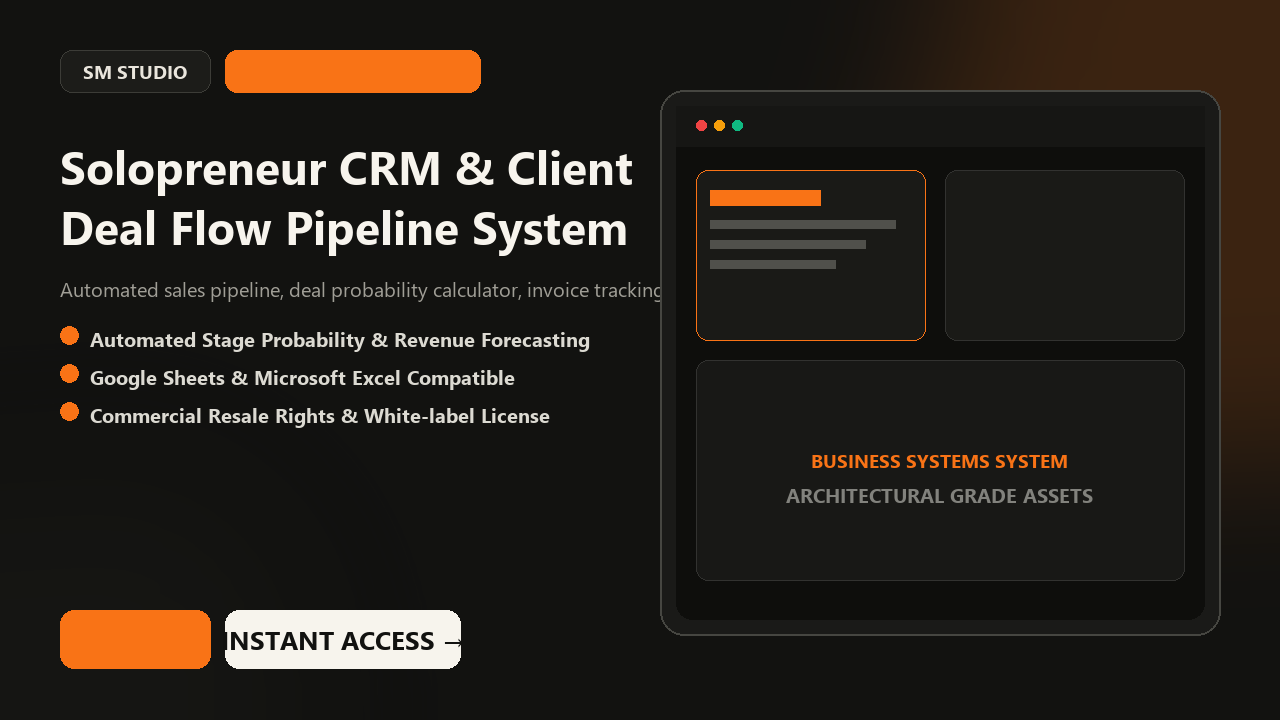 SM STUDIO
Solopreneur CRM & Client
Deal Flow Pipeline System
Automated sales pipeline, deal probability calculator, invoice tracking
Automated Stage Probability & Revenue Forecasting
Google Sheets & Microsoft Excel Compatible
Commercial Resale Rights & White-label License
INSTANT ACCESS →
BUSINESS SYSTEMS SYSTEM
ARCHITECTURAL GRADE ASSETS